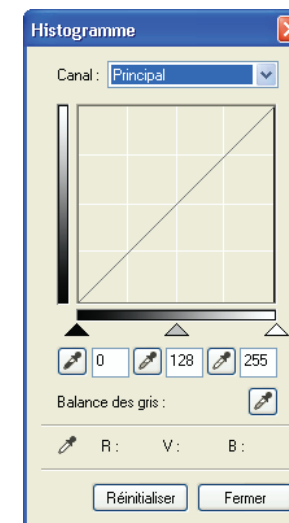 Histogramme
Canal : Principal
0 128 255
Balance des gris :
R : V : B :
Réinitialiser Fermer